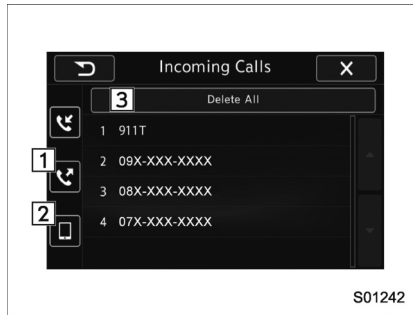 Incoming Calls X
3 Delete All
1 911T
1
2 09X-XXX-XXXX
3 08X-XXX-XXXX
2
4 07X-XXX-XXXX
S01242